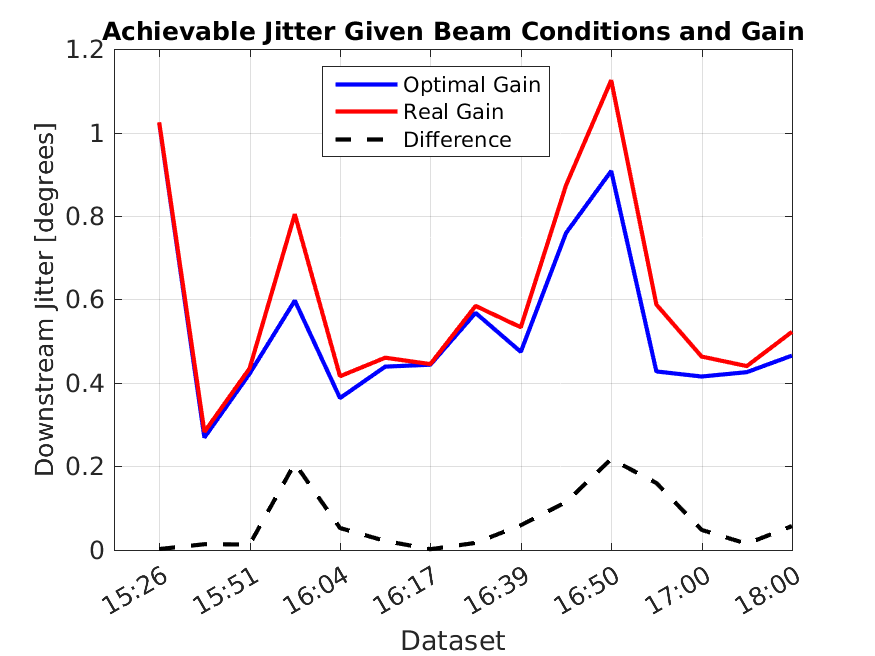 Achievable Jitter Given Beam Conditions and Gain
1.2
1
0.8
0.6
0.4
0.2
0
Downstream Jitter [degrees]
Optimal Gain
Real Gain
Difference
15:26
15:51
16:04
16:17
16:39
16:50
17:00
18:00
Dataset